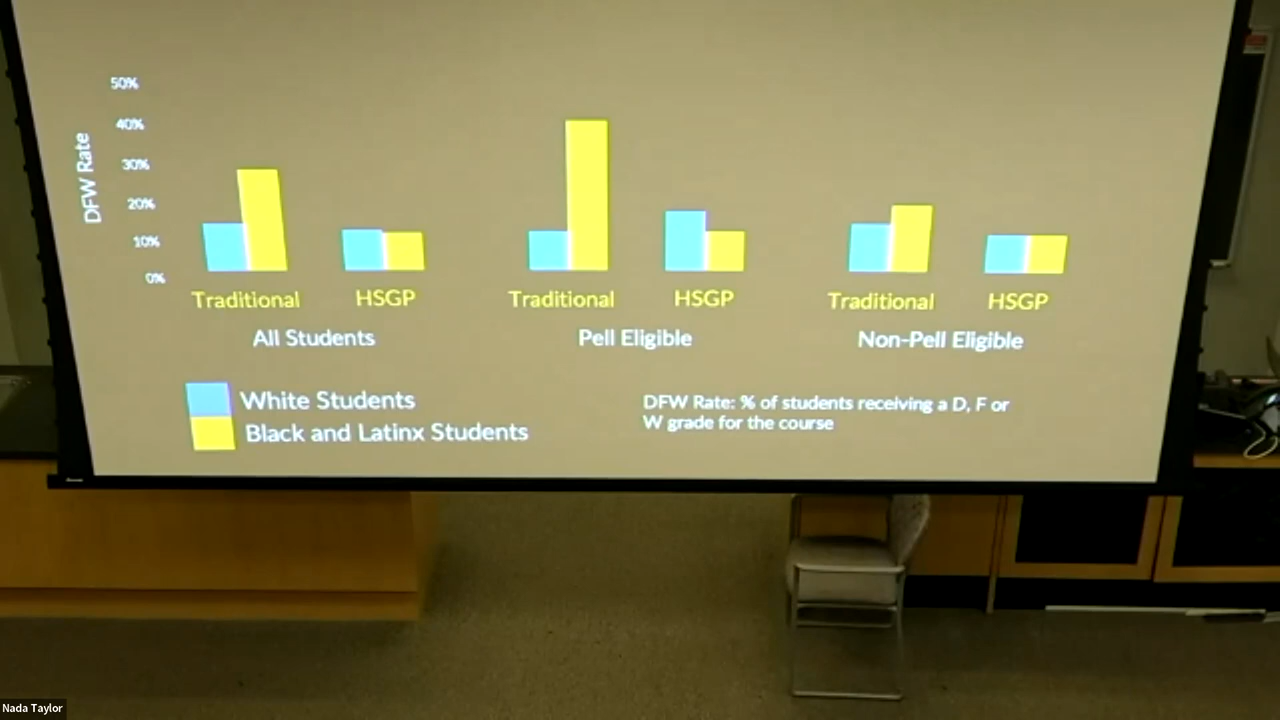 50%
40%
30%
20%
10%
0%
DFW Rate
Traditional
HSGP
Traditional
HSGP
Traditional
HSGP
All Students
Pell Eligible
Non-Pell Eligible
White Students
Black and Latinx Students
DFW Rate: % of students receiving a D, F or
W grade for the course
Nada Taylor